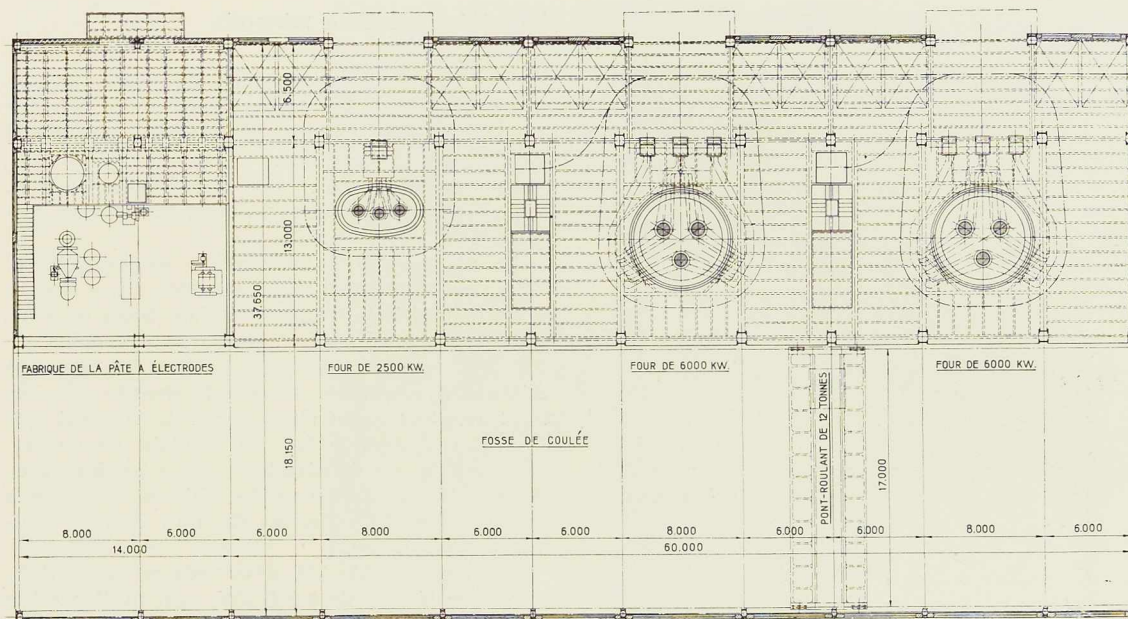 6.500
13.000
37.650
FABRIQUE DE LA PÂTE A ÉLECTRODES
FOUR DE 2500 KW.
FOUR DE 6000 KW.
FOUR DE 6000 KW.
FOSSE DE COULÉE
PONT-ROULANT DE 12 TONNES
18.150
17.000
8.000 6.000 6.000 8.000 6.000 6.000 8.000 6.000 6.000 8.000 6.000
14.000 60.000